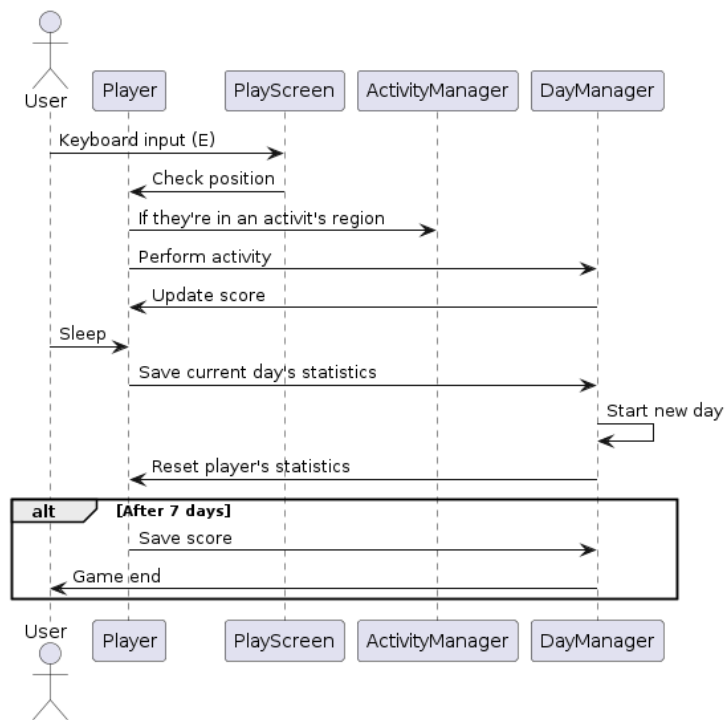 User
Player
PlayScreen
ActivityManager
DayManager
Keyboard input (E)
Check position
If they're in an activit's region
Perform activity
Update score
Sleep
Save current day's statistics
Start new day
Reset player's statistics
alt [After 7 days]
Save score
Game end
User
Player
PlayScreen
ActivityManager
DayManager